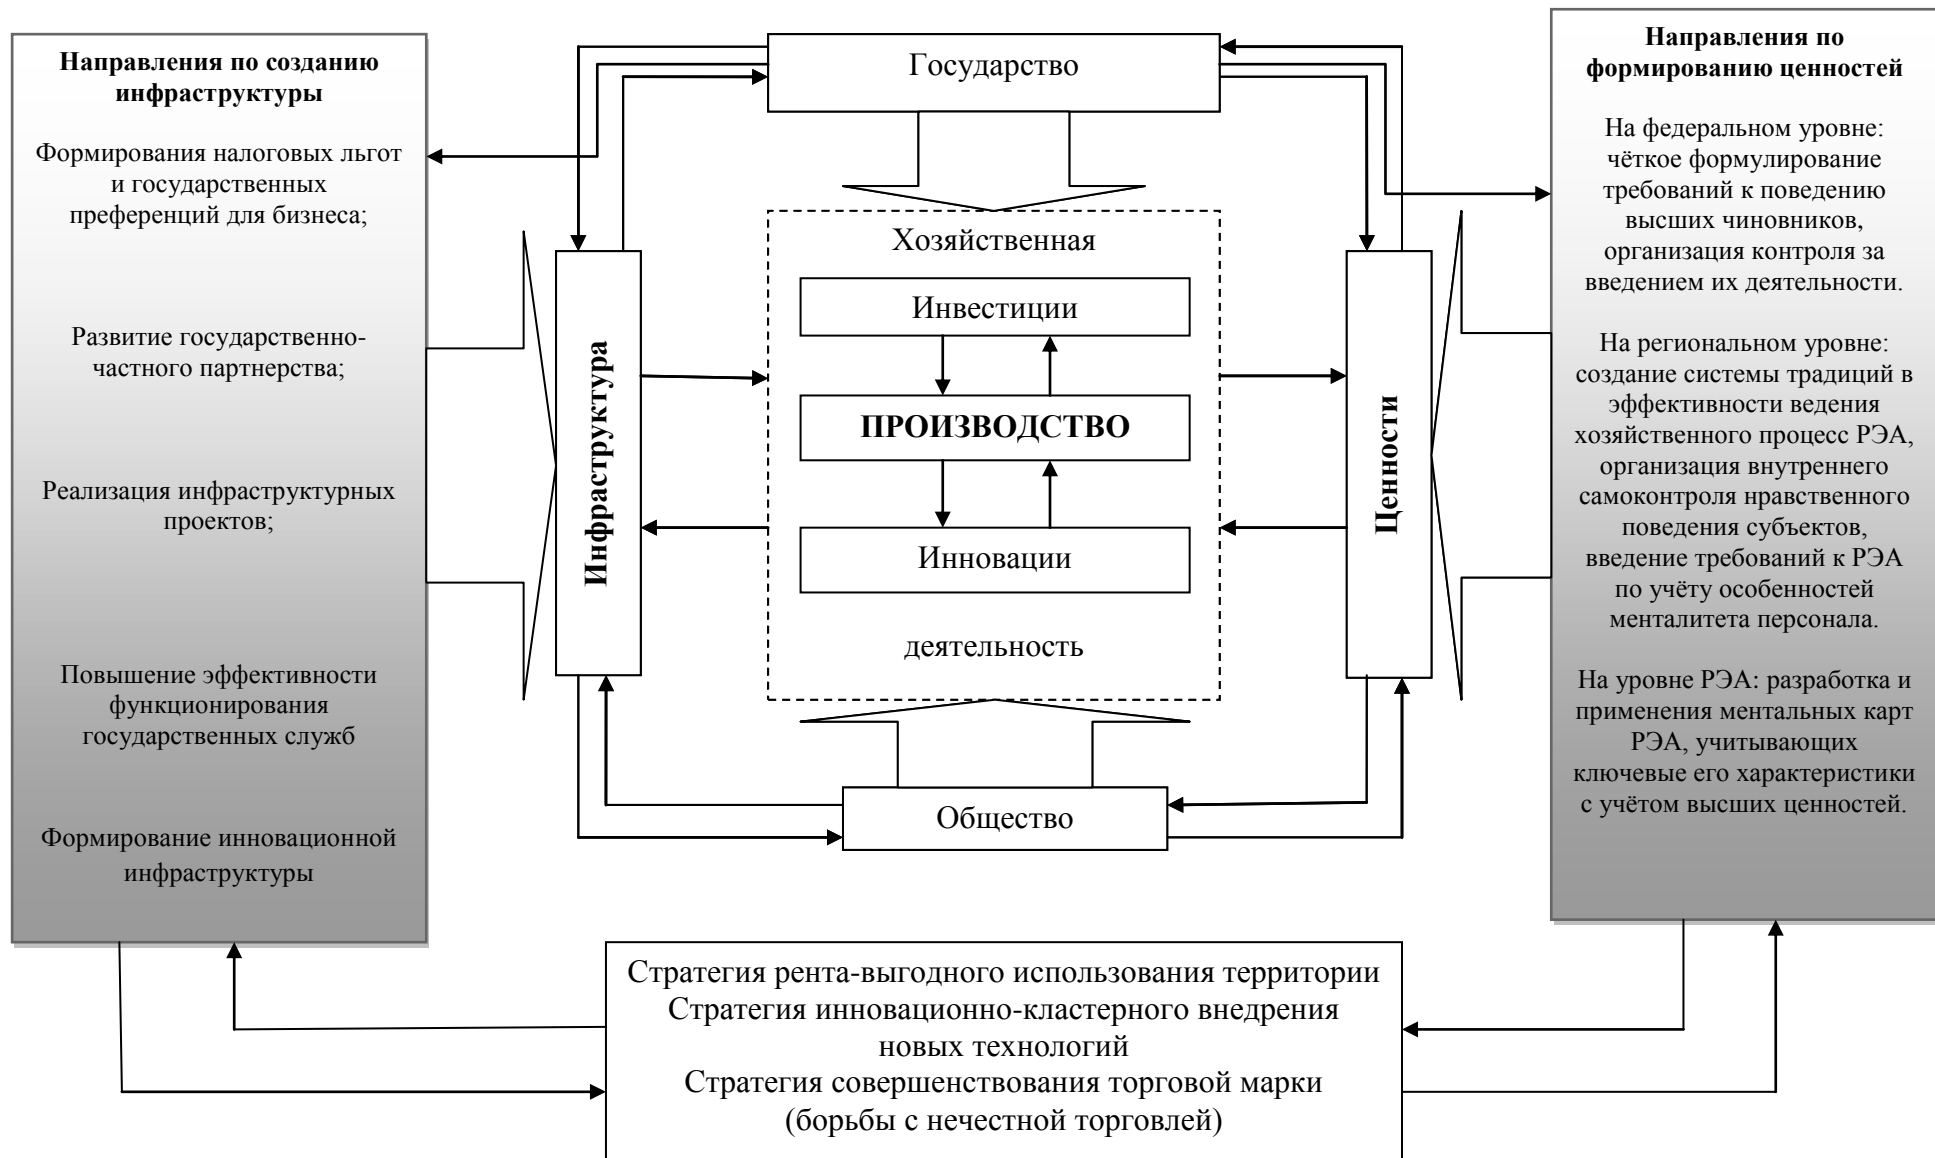 Направления по созданию
инфраструктуры
Формирования налоговых льгот
и государственных
преференций для бизнеса;
Развитие государственно-
частного партнерства;
Реализация инфраструктурных
проектов;
Повышение эффективности
функционирования
государственных служб
Формирование инновационной
инфраструктуры
Государство
Инфраструктура
Хозяйственная
Инвестиции
ПРОИЗВОДСТВО
Инновации
деятельность
Ценности
Общество
Направления по
формированию ценностей
На федеральном уровне:
чёткое формулирование
требований к поведению
высших чиновников,
организация контроля за
введением их деятельности.
На региональном уровне:
создание системы традиций в
эффективности ведения
хозяйственного процесс РЭА,
организация внутреннего
самоконтроля нравственного
поведения субъектов,
введение требований к РЭА
по учёту особенностей
менталитета персонала.
На уровне РЭА: разработка и
применения ментальных карт
РЭА, учитывающих
ключевые его характеристики
с учётом высших ценностей.
Стратегия рента-выгодного использования территории
Стратегия инновационно-кластерного внедрения
новых технологий
Стратегия совершенствования торговой марки
(борьбы с нечестной торговлей)